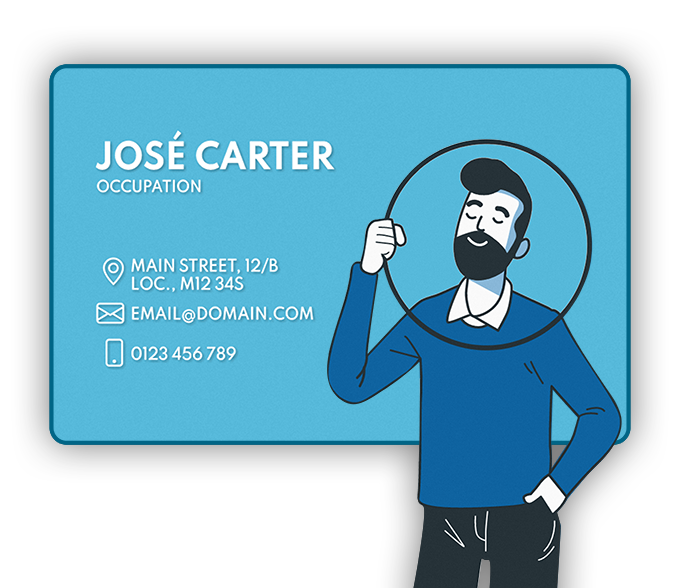 JOSÉ CARTER
OCCUPATION
MAIN STREET, 12/B
LOC., M12 34S
EMAIL@DOMAIN.COM
0123 456 789